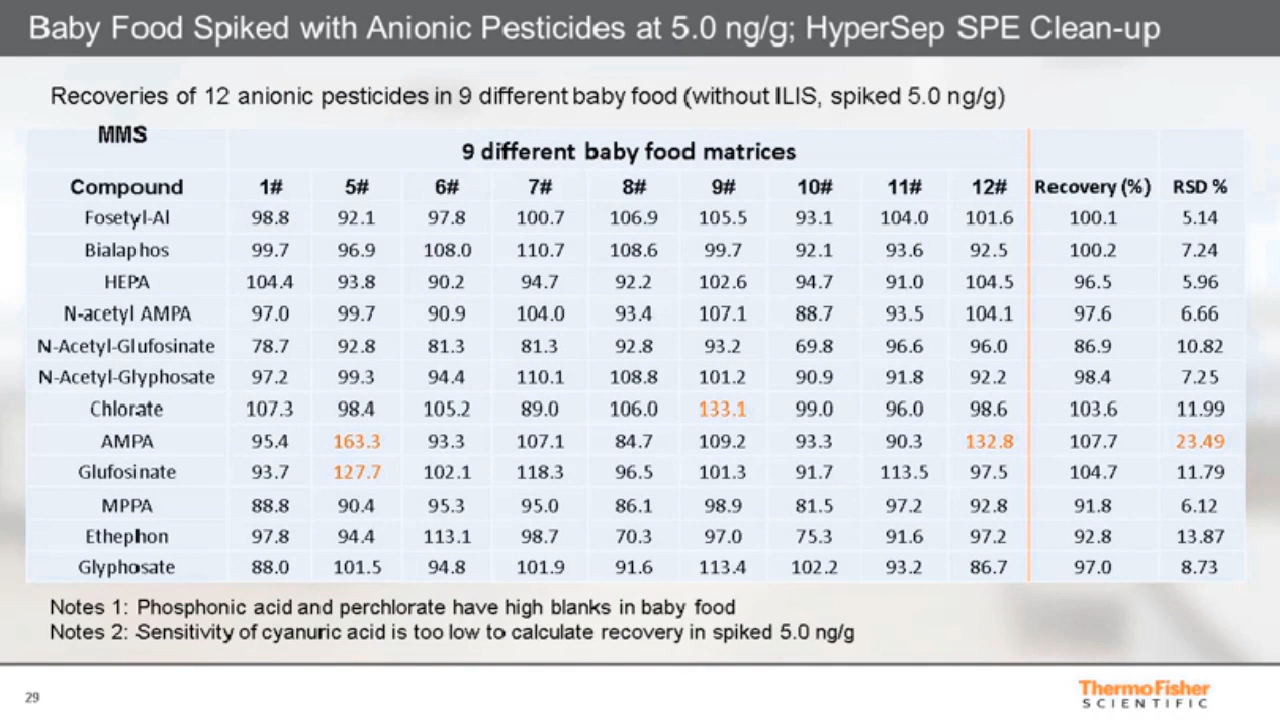 Baby Food Spiked with Anionic Pesticides at 5.0 ng/g; HyperSep SPE Clean-up
Recoveries of 12 anionic pesticides in 9 different baby food (without ILIS, spiked 5.0 ng/g)
MMS 9 different baby food matrices
Compound 1# 5# 6# 7# 8# 9# 10# 11# 12# Recovery (%) RSD %
Fosetyl-Al 98.8 92.1 97.8 100.7 106.9 105.5 93.1 104.0 101.6 100.1 5.14
Bialaphos 99.7 96.9 108.0 110.7 108.6 99.7 92.1 93.6 92.5 100.2 7.24
HEPA 104.4 93.8 90.2 94.7 92.2 102.6 94.7 91.0 104.5 96.5 5.96
N-acetyl AMPA 97.0 99.7 90.9 104.0 93.4 107.1 88.7 93.5 104.1 97.6 6.66
N-Acetyl-Glufosinate 78.7 92.8 81.3 81.3 92.8 93.2 69.8 96.6 96.0 86.9 10.82
N-Acetyl-Glyphosate 97.2 99.3 94.4 110.1 108.8 101.2 90.9 91.8 92.2 98.4 7.25
Chlorate 107.3 98.4 105.2 89.0 106.0 133.1 99.0 96.0 98.6 103.6 11.99
AMPA 95.4 163.3 93.3 107.1 84.7 109.2 93.3 90.3 132.8 107.7 23.49
Glufosinate 93.7 127.7 102.1 118.3 96.5 101.3 91.7 113.5 97.5 104.7 11.79
MPPA 88.8 90.4 95.3 95.0 86.1 98.9 81.5 97.2 92.8 91.8 6.12
Ethephon 97.8 94.4 113.1 98.7 70.3 97.0 75.3 91.6 97.2 92.8 13.87
Glyphosate 88.0 101.5 94.8 101.9 91.6 113.4 102.2 93.2 86.7 97.0 8.73
Notes 1: Phosphonic acid and perchlorate have high blanks in baby food
Notes 2: Sensitivity of cyanuric acid is too low to calculate recovery in spiked 5.0 ng/g
29
ThermoFisher
SCIENTIFIC